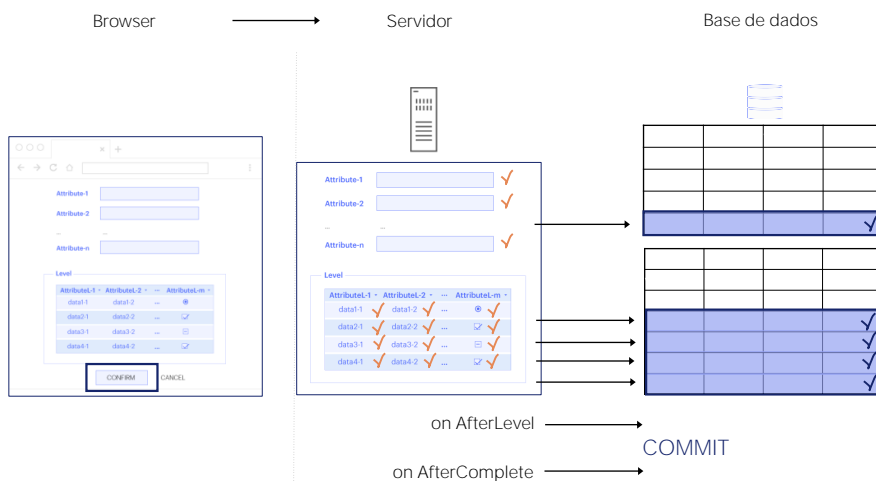 Browser
Servidor
Base de dados
Attribute-1
Attribute-2
... ...
Attribute-n
Level
AttributeL-1 AttributeL-2 ... AttributeL-m
data1-1 data1-2 ...
data2-1 data2-2 ...
data3-1 data3-2 ...
data4-1 data4-2 ...
CONFIRM CANCEL
Attribute-1
Attribute-2
... ...
Attribute-n
Level
AttributeL-1 AttributeL-2 ... AttributeL-m
data1-1 data1-2 ...
data2-1 data2-2 ...
data3-1 data3-2 ...
data4-1 data4-2 ...
on AfterLevel
COMMIT
on AfterComplete